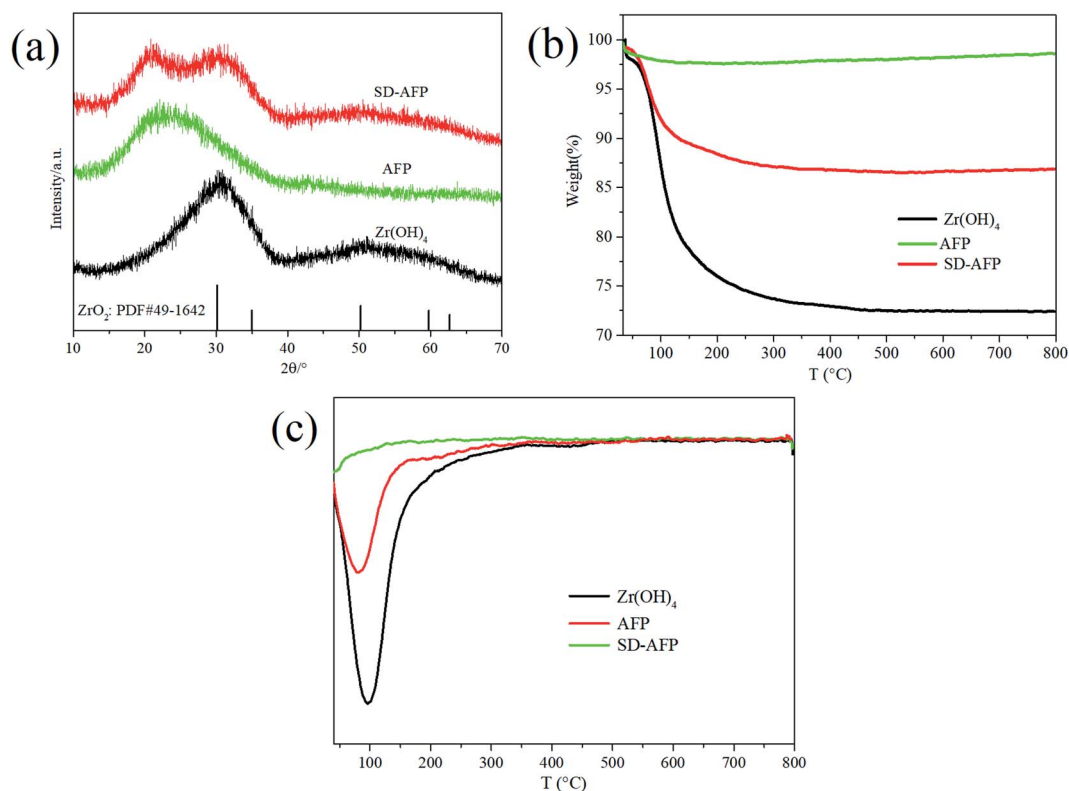 (a)
SD-AFP
AFP
Zr(OH)₄
ZrO₂: PDF#49-1642
Intensity/a.u.
10 20 30 40 50 60 70
2θ/°
(b)
100
95
90
85
80
75
70
Weight(%)
Zr(OH)₄
AFP
SD-AFP
100 200 300 400 500 600 700 800
T (°C)
(c)
Zr(OH)₄
AFP
SD-AFP
100 200 300 400 500 600 700 800
T (°C)